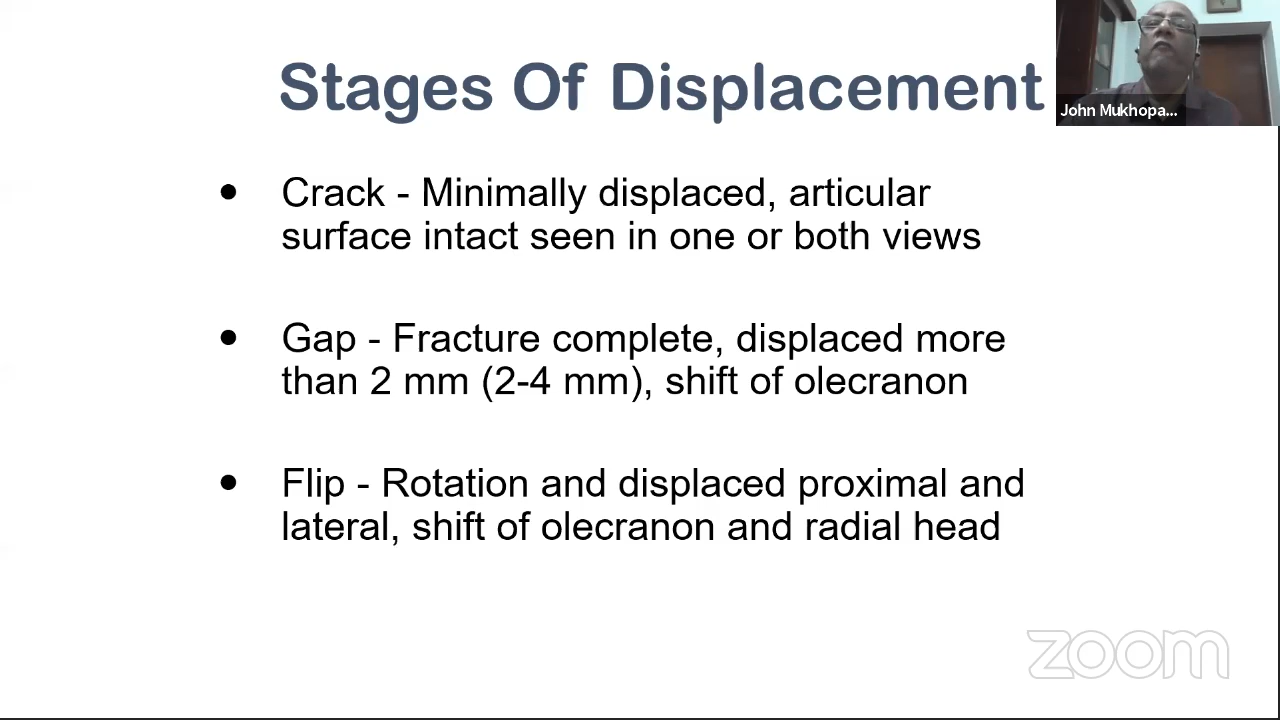 Stages Of Displacement
John Mukhopa...
• Crack - Minimally displaced, articular
surface intact seen in one or both views
• Gap - Fracture complete, displaced more
than 2 mm (2-4 mm), shift of olecranon
• Flip - Rotation and displaced proximal and
lateral, shift of olecranon and radial head
zoom